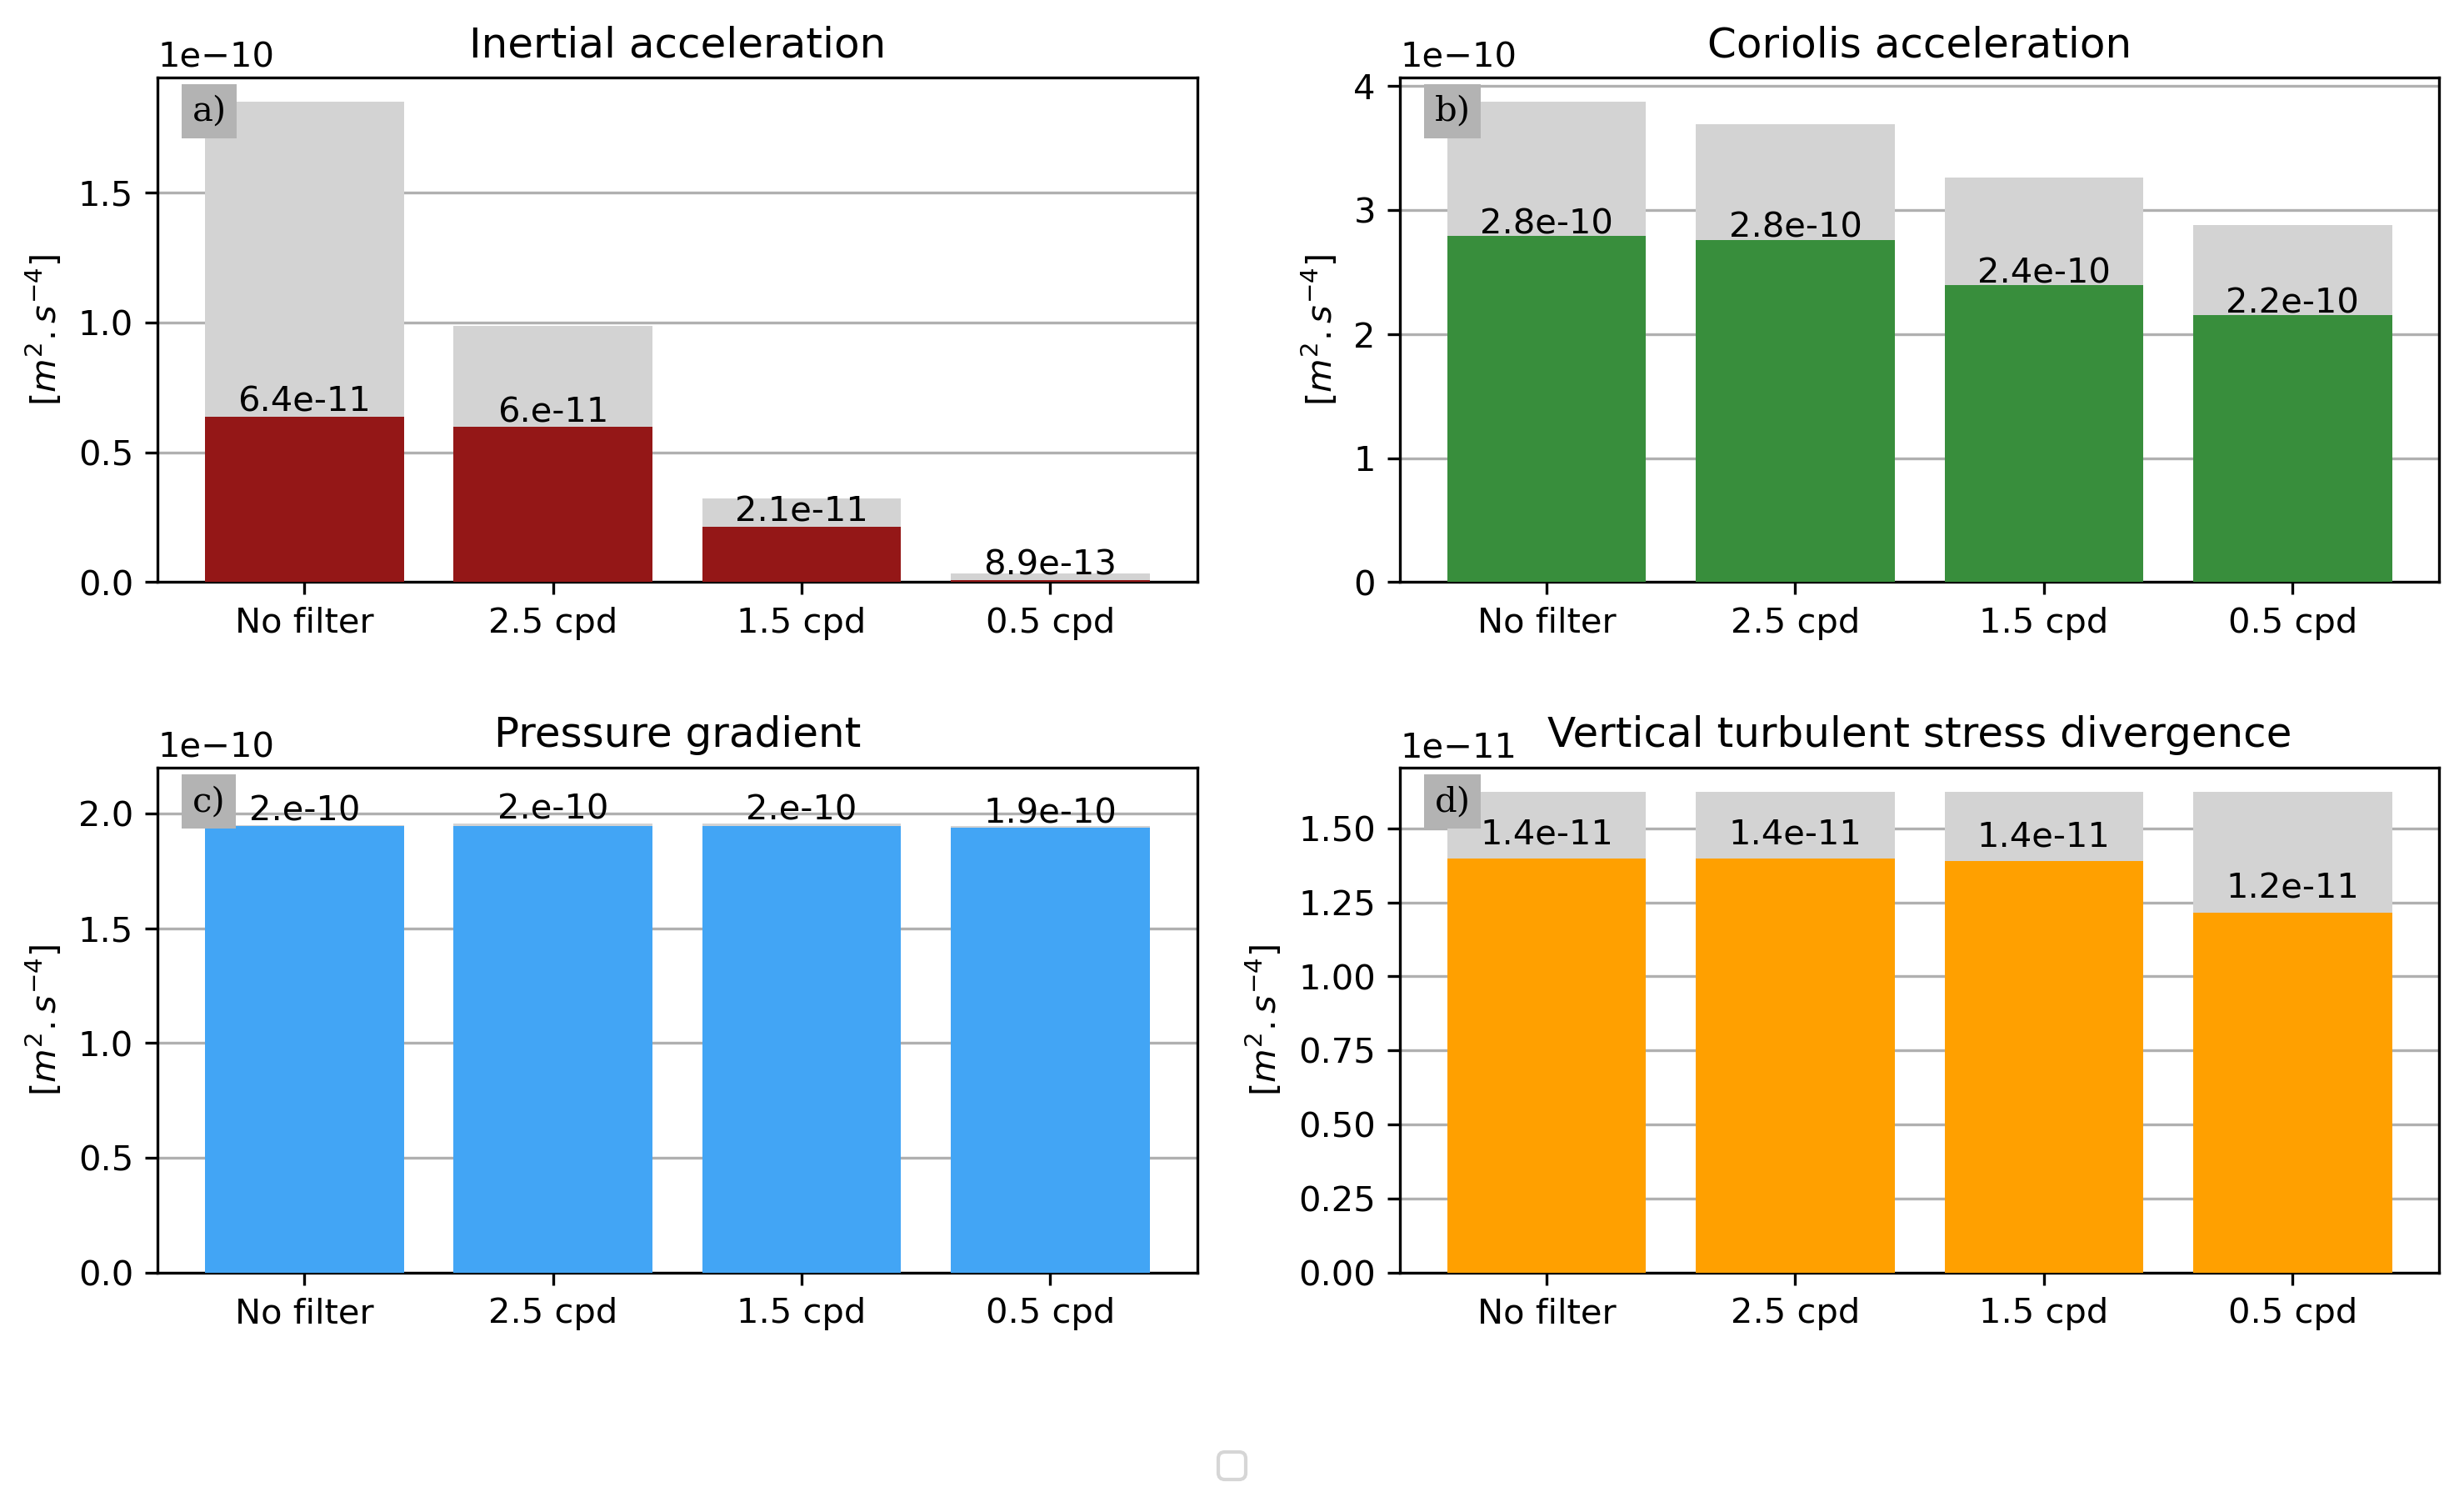 Inertial acceleration
1e−10
a)
1.5
1.0
0.5
0.0
[m².s⁻⁴]
6.4e-11
6.e-11
2.1e-11
8.9e-13
No filter
2.5 cpd
1.5 cpd
0.5 cpd
Coriolis acceleration
1e−10
b)
4
3
2
1
0
[m².s⁻⁴]
2.8e-10
2.8e-10
2.4e-10
2.2e-10
No filter
2.5 cpd
1.5 cpd
0.5 cpd
Pressure gradient
1e−10
c)
2.0
1.5
1.0
0.5
0.0
[m².s⁻⁴]
2.e-10
2.e-10
2.e-10
1.9e-10
No filter
2.5 cpd
1.5 cpd
0.5 cpd
Vertical turbulent stress divergence
1e−11
d)
1.50
1.25
1.00
0.75
0.50
0.25
0.00
[m².s⁻⁴]
1.4e-11
1.4e-11
1.4e-11
1.2e-11
No filter
2.5 cpd
1.5 cpd
0.5 cpd